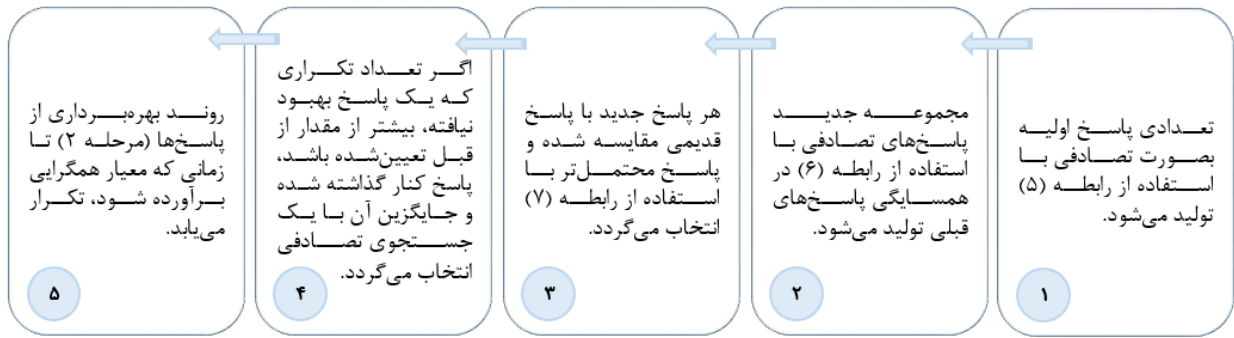 تعدادی پاسخ اولیه
بصورت تصادفی با
استفاده از رابطه (۵)
تولید می‌شود.
۱
مجموعه جدید
پاسخ‌های تصادفی با
استفاده از رابطه (۶) در
همسایگی پاسخ‌های
قبلی تولید می‌شود.
۲
هر پاسخ جدید با پاسخ
قدیمی مقایسه شده و
پاسخ محتمل‌تر با
استفاده از رابطه (۷)
انتخاب می‌گردد.
۳
اگر تعداد تکراری
که یک پاسخ بهبود
نیافته، بیشتر از مقدار از
قبل تعیین‌شده باشد،
پاسخ کنار گذاشته شده
و جایگزین آن با یک
جستجوی تصادفی
انتخاب می‌گردد.
۴
روند بهره‌برداری از
پاسخ‌ها (مرحله ۲) تا
زمانی که معیار همگرایی
برآورده شود، تکرار
می‌یابد.
۵